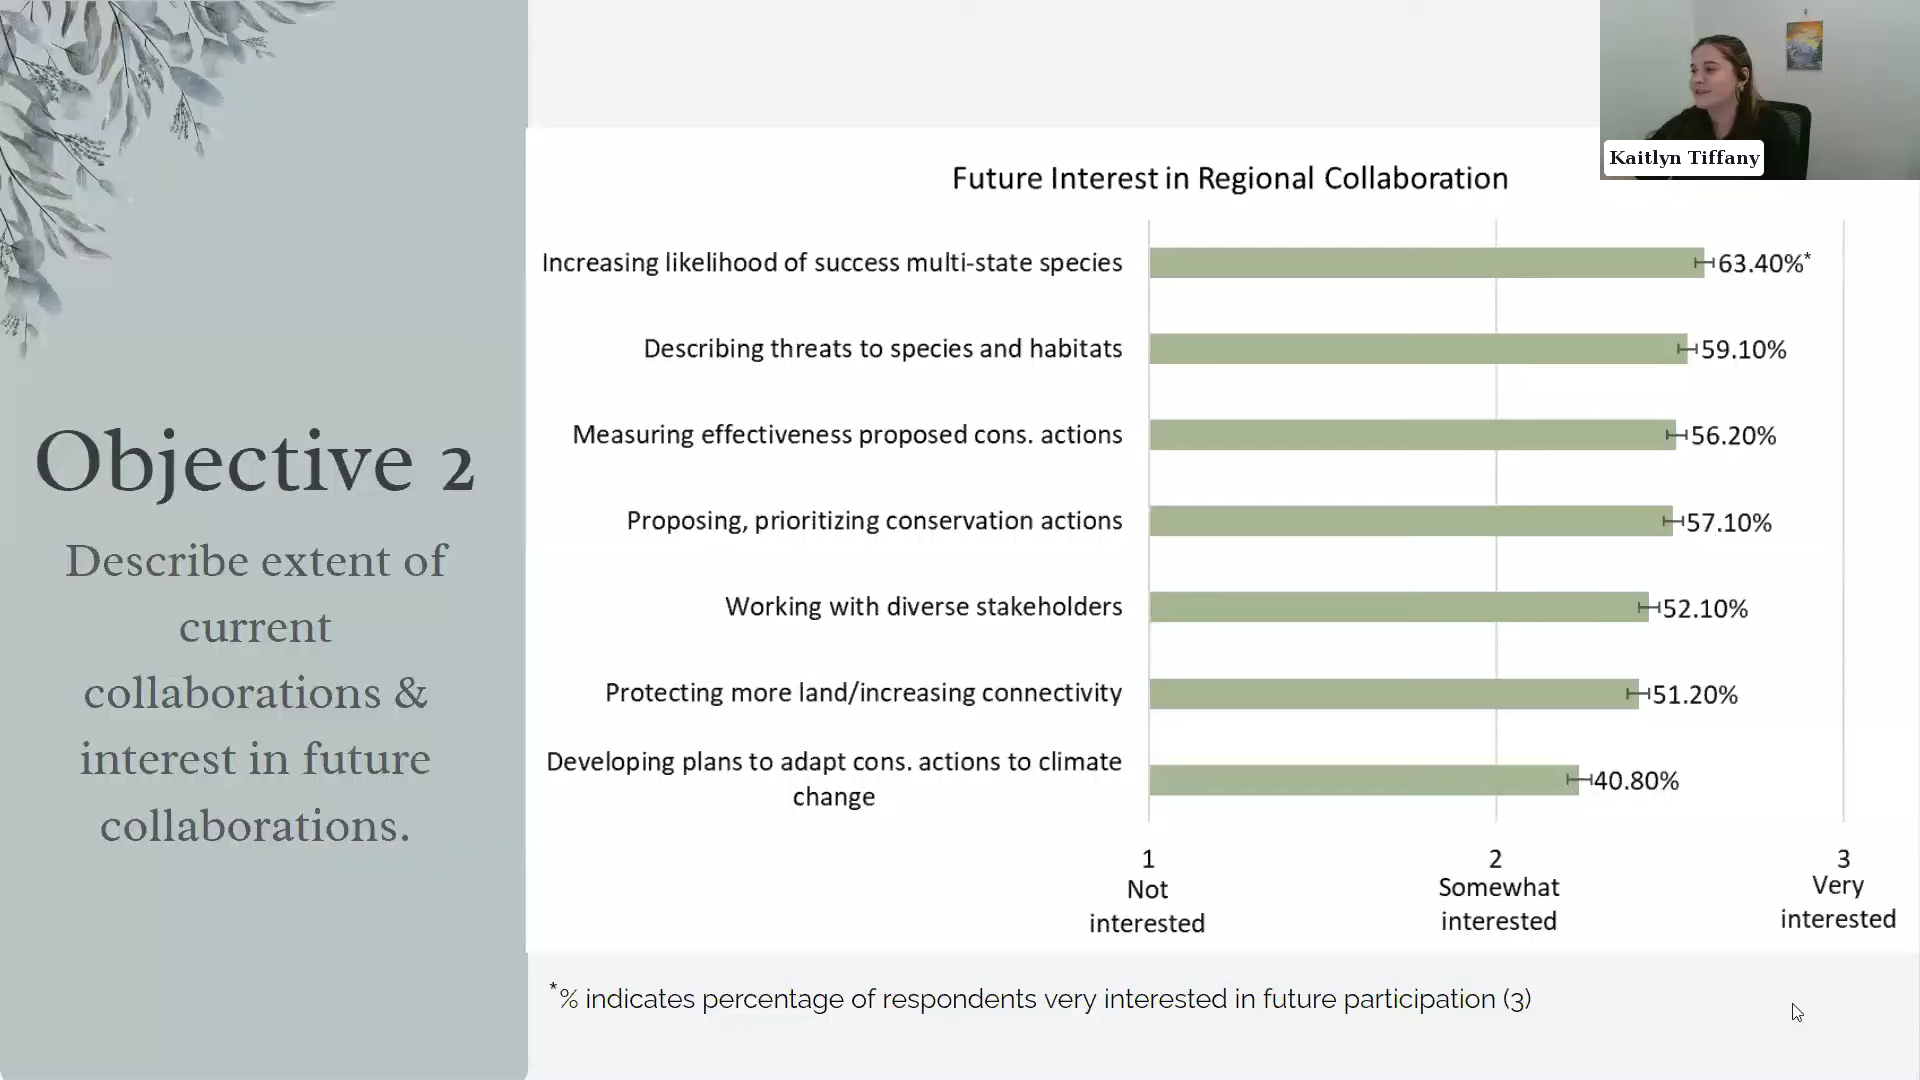 Kaitlyn Tiffany
Objective 2
Describe extent of
current
collaborations &
interest in future
collaborations.
Future Interest in Regional Collaboration
Increasing likelihood of success multi-state species
63.40%*
Describing threats to species and habitats
59.10%
Measuring effectiveness proposed cons. actions
56.20%
Proposing, prioritizing conservation actions
57.10%
Working with diverse stakeholders
52.10%
Protecting more land/increasing connectivity
51.20%
Developing plans to adapt cons. actions to climate
change
40.80%
1
Not
interested
2
Somewhat
interested
3
Very
interested
*% indicates percentage of respondents very interested in future participation (3)